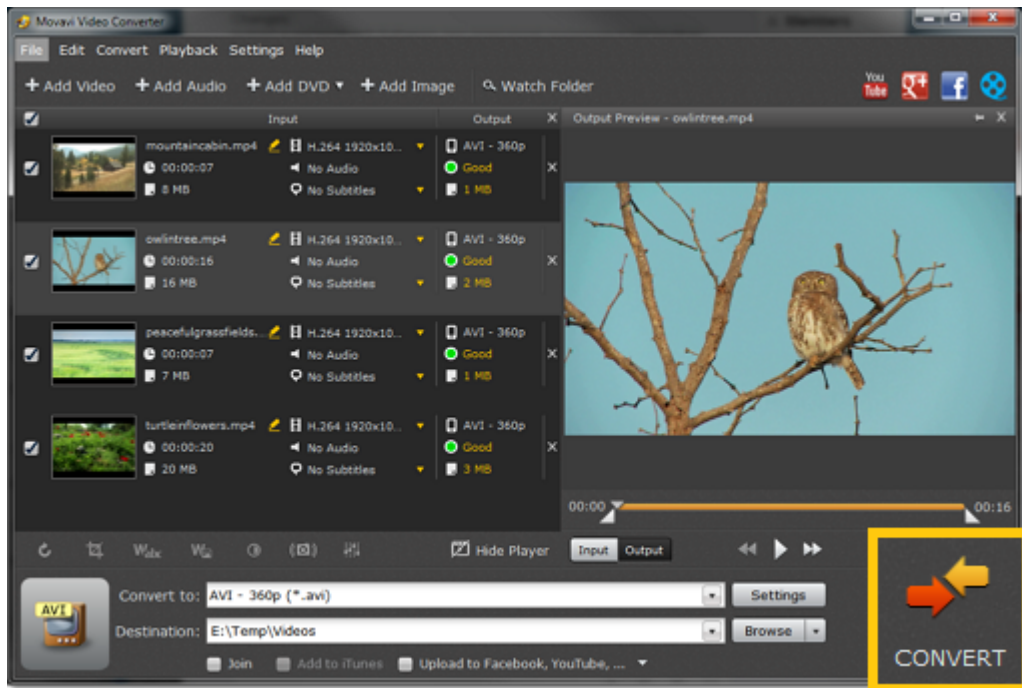 Movavi Video Converter
File Edit Convert Playback Settings Help
+ Add Video + Add Audio + Add DVD ▼ + Add Image Watch Folder
You Tube g+ f
Input Output X Output Preview - owlintree.mp4 X
mountaincabin.mp4 H.264 1920x10... AVI - 360p
00:00:07 No Audio Good
8 MB No Subtitles 1 MB
owlintree.mp4 H.264 1920x10... AVI - 360p
00:00:16 No Audio Good
16 MB No Subtitles 2 MB
peacefulgrassfields... H.264 1920x10... AVI - 360p
00:00:07 No Audio Good
7 MB No Subtitles 1 MB
turtleinflowers.mp4 H.264 1920x10... AVI - 360p
00:00:20 No Audio Good
20 MB No Subtitles 3 MB
00:00 00:16
Hide Player Input Output
AVI
Convert to: AVI - 360p (*.avi) Settings
Destination: E:\Temp\Videos Browse
Join Add to iTunes Upload to Facebook, YouTube, ...
CONVERT